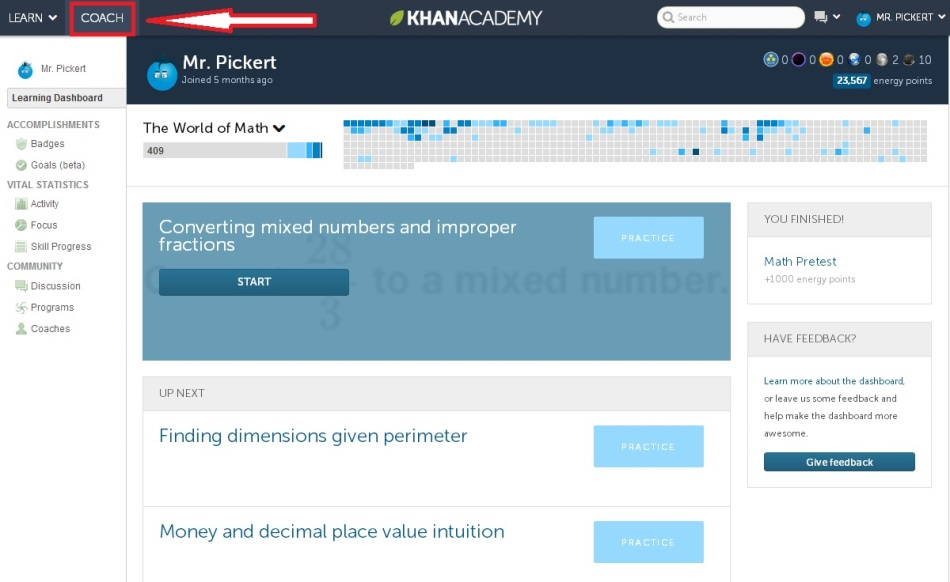 LEARN COACH KHANACADEMY Search MR. PICKERT
Mr. Pickert
Learning Dashboard
ACCOMPLISHMENTS
Badges
Goals (beta)
VITAL STATISTICS
Activity
Focus
Skill Progress
COMMUNITY
Discussion
Programs
Coaches
Mr. Pickert
Joined 5 months ago
0 0 0 0 2 10
23,567 energy points
The World of Math
409
Converting mixed numbers and improper
fractions
PRACTICE
START
28
3
to a mixed number.
UP NEXT
Finding dimensions given perimeter
PRACTICE
Money and decimal place value intuition
PRACTICE
YOU FINISHED!
Math Pretest
+1000 energy points
HAVE FEEDBACK?
Learn more about the dashboard,
or leave us some feedback and
help make the dashboard more
awesome.
Give feedback